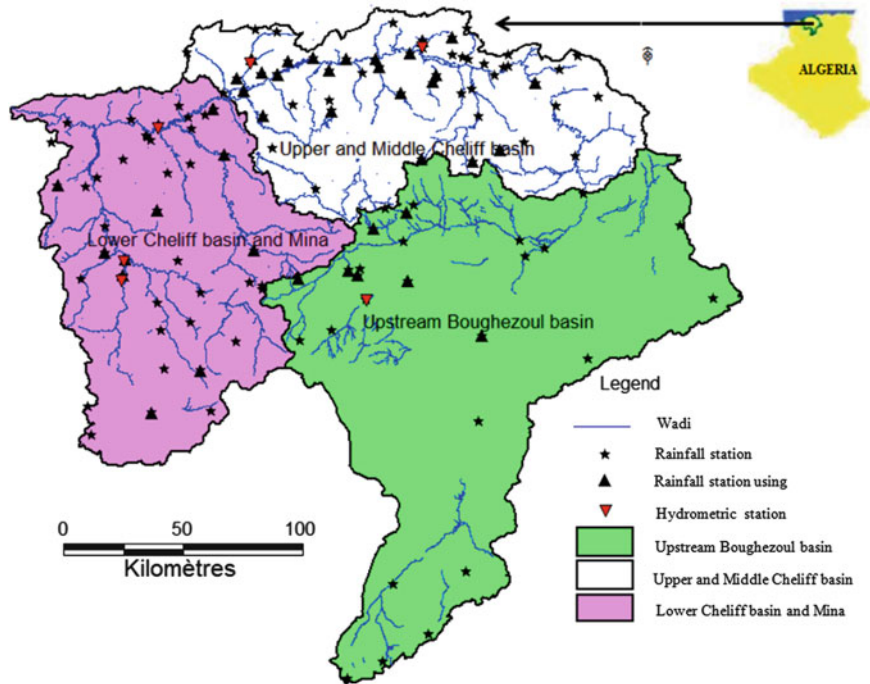 ALGERIA
Upper and Middle Cheliff basin
Lower Cheliff basin and Mina
Upstream Boughezoul basin
Legend
Wadi
Rainfall station
Rainfall station using
Hydrometric station
Upstream Boughezoul basin
Upper and Middle Cheliff basin
Lower Cheliff basin and Mina
0 50 100
Kilomètres